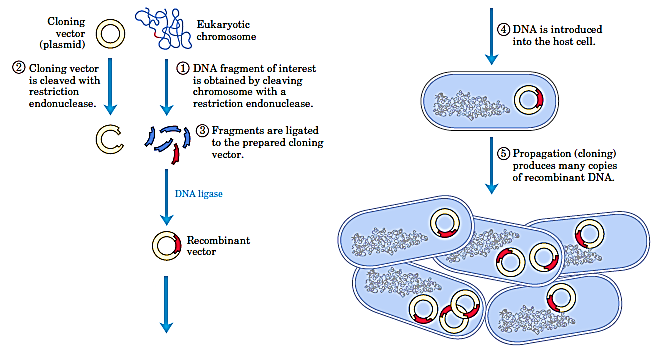 Cloning
vector
(plasmid)
Eukaryotic
chromosome
② Cloning vector
is cleaved with
restriction
endonuclease.
① DNA fragment of interest
is obtained by cleaving
chromosome with a
restriction endonuclease.
③ Fragments are ligated
to the prepared cloning
vector.
DNA ligase
Recombinant
vector
④ DNA is introduced
into the host cell.
⑤ Propagation (cloning)
produces many copies
of recombinant DNA.